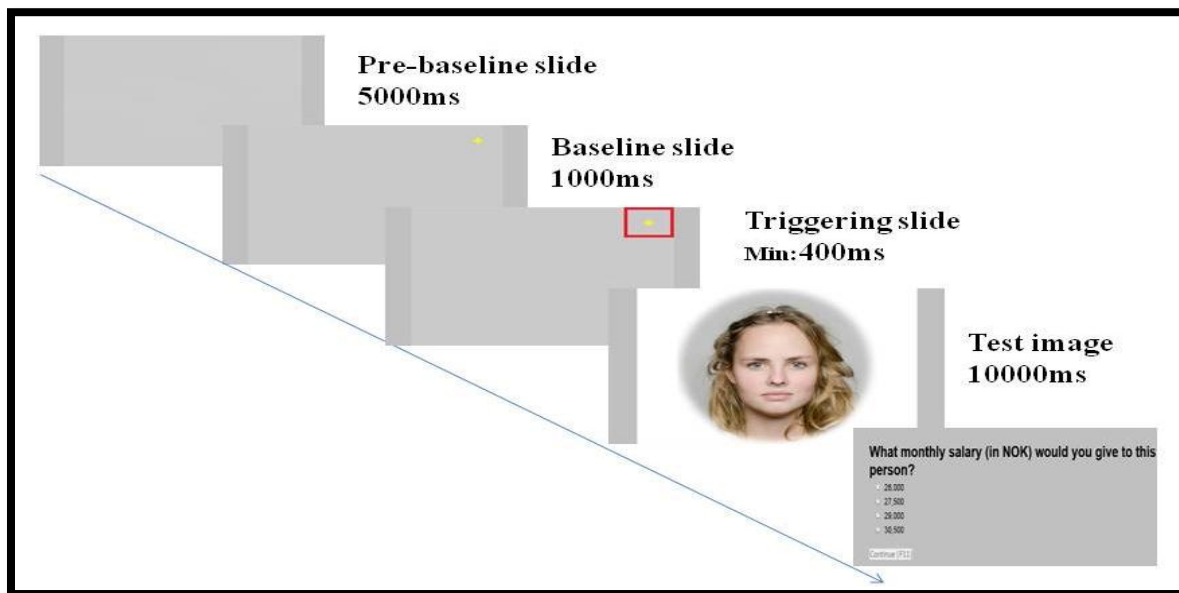 Pre-baseline slide
5000ms
Baseline slide
1000ms
Triggering slide
Min: 400ms
Test image
10000ms
What monthly salary (in NOK) would you give to this
person?
26,000
27,500
29,000
30,500
Continue (F11)